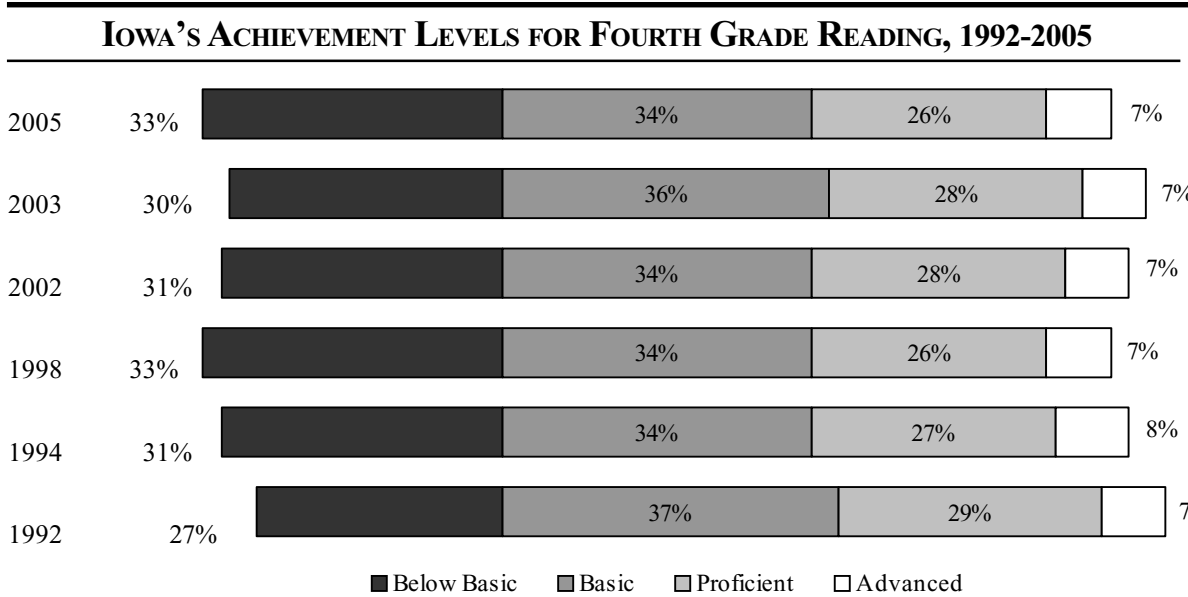 IOWA'S ACHIEVEMENT LEVELS FOR FOURTH GRADE READING, 1992-2005
2005 33% 34% 26% 7%
2003 30% 36% 28% 7%
2002 31% 34% 28% 7%
1998 33% 34% 26% 7%
1994 31% 34% 27% 8%
1992 27% 37% 29% 7
Below Basic Basic Proficient Advanced